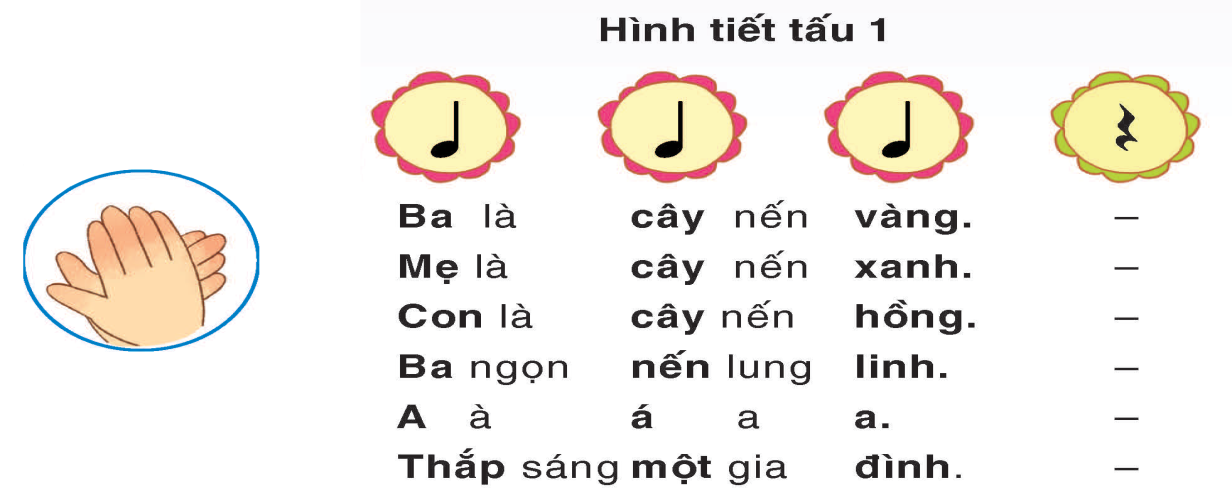 Hình tiết tấu 1
Ba là cây nến vàng. –
Mẹ là cây nến xanh. –
Con là cây nến hồng. –
Ba ngọn nến lung linh. –
A à á a a. –
Thắp sáng một gia đình. –